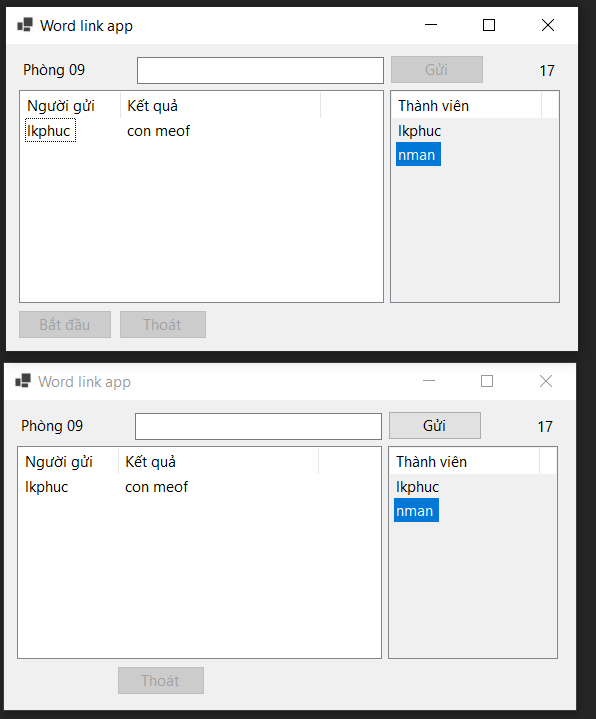 Word link app
Phòng 09 Gửi 17
Người gửi Kết quả Thành viên
lkphuc con meof lkphuc
nman
Bắt đầu Thoát
Word link app
Phòng 09 Gửi 17
Người gửi Kết quả Thành viên
lkphuc con meof lkphuc
nman
Thoát